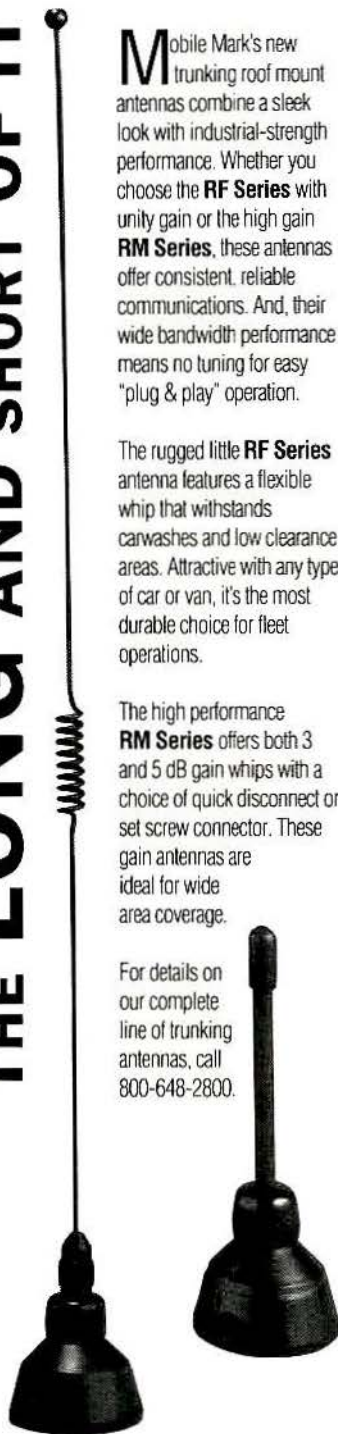 THE LONG AND SHORT OF IT
Mobile Mark's new
trunking roof mount
antennas combine a sleek
look with industrial-strength
performance. Whether you
choose the RF Series with
unity gain or the high gain
RM Series, these antennas
offer consistent, reliable
communications. And, their
wide bandwidth performance
means no tuning for easy
"plug & play" operation.
The rugged little RF Series
antenna features a flexible
whip that withstands
carwashes and low clearance
areas. Attractive with any type
of car or van, it's the most
durable choice for fleet
operations.
The high performance
RM Series offers both 3
and 5 dB gain whips with a
choice of quick disconnect or
set screw connector. These
gain antennas are
ideal for wide
area coverage.
For details on
our complete
line of trunking
antennas, call
800-648-2800.